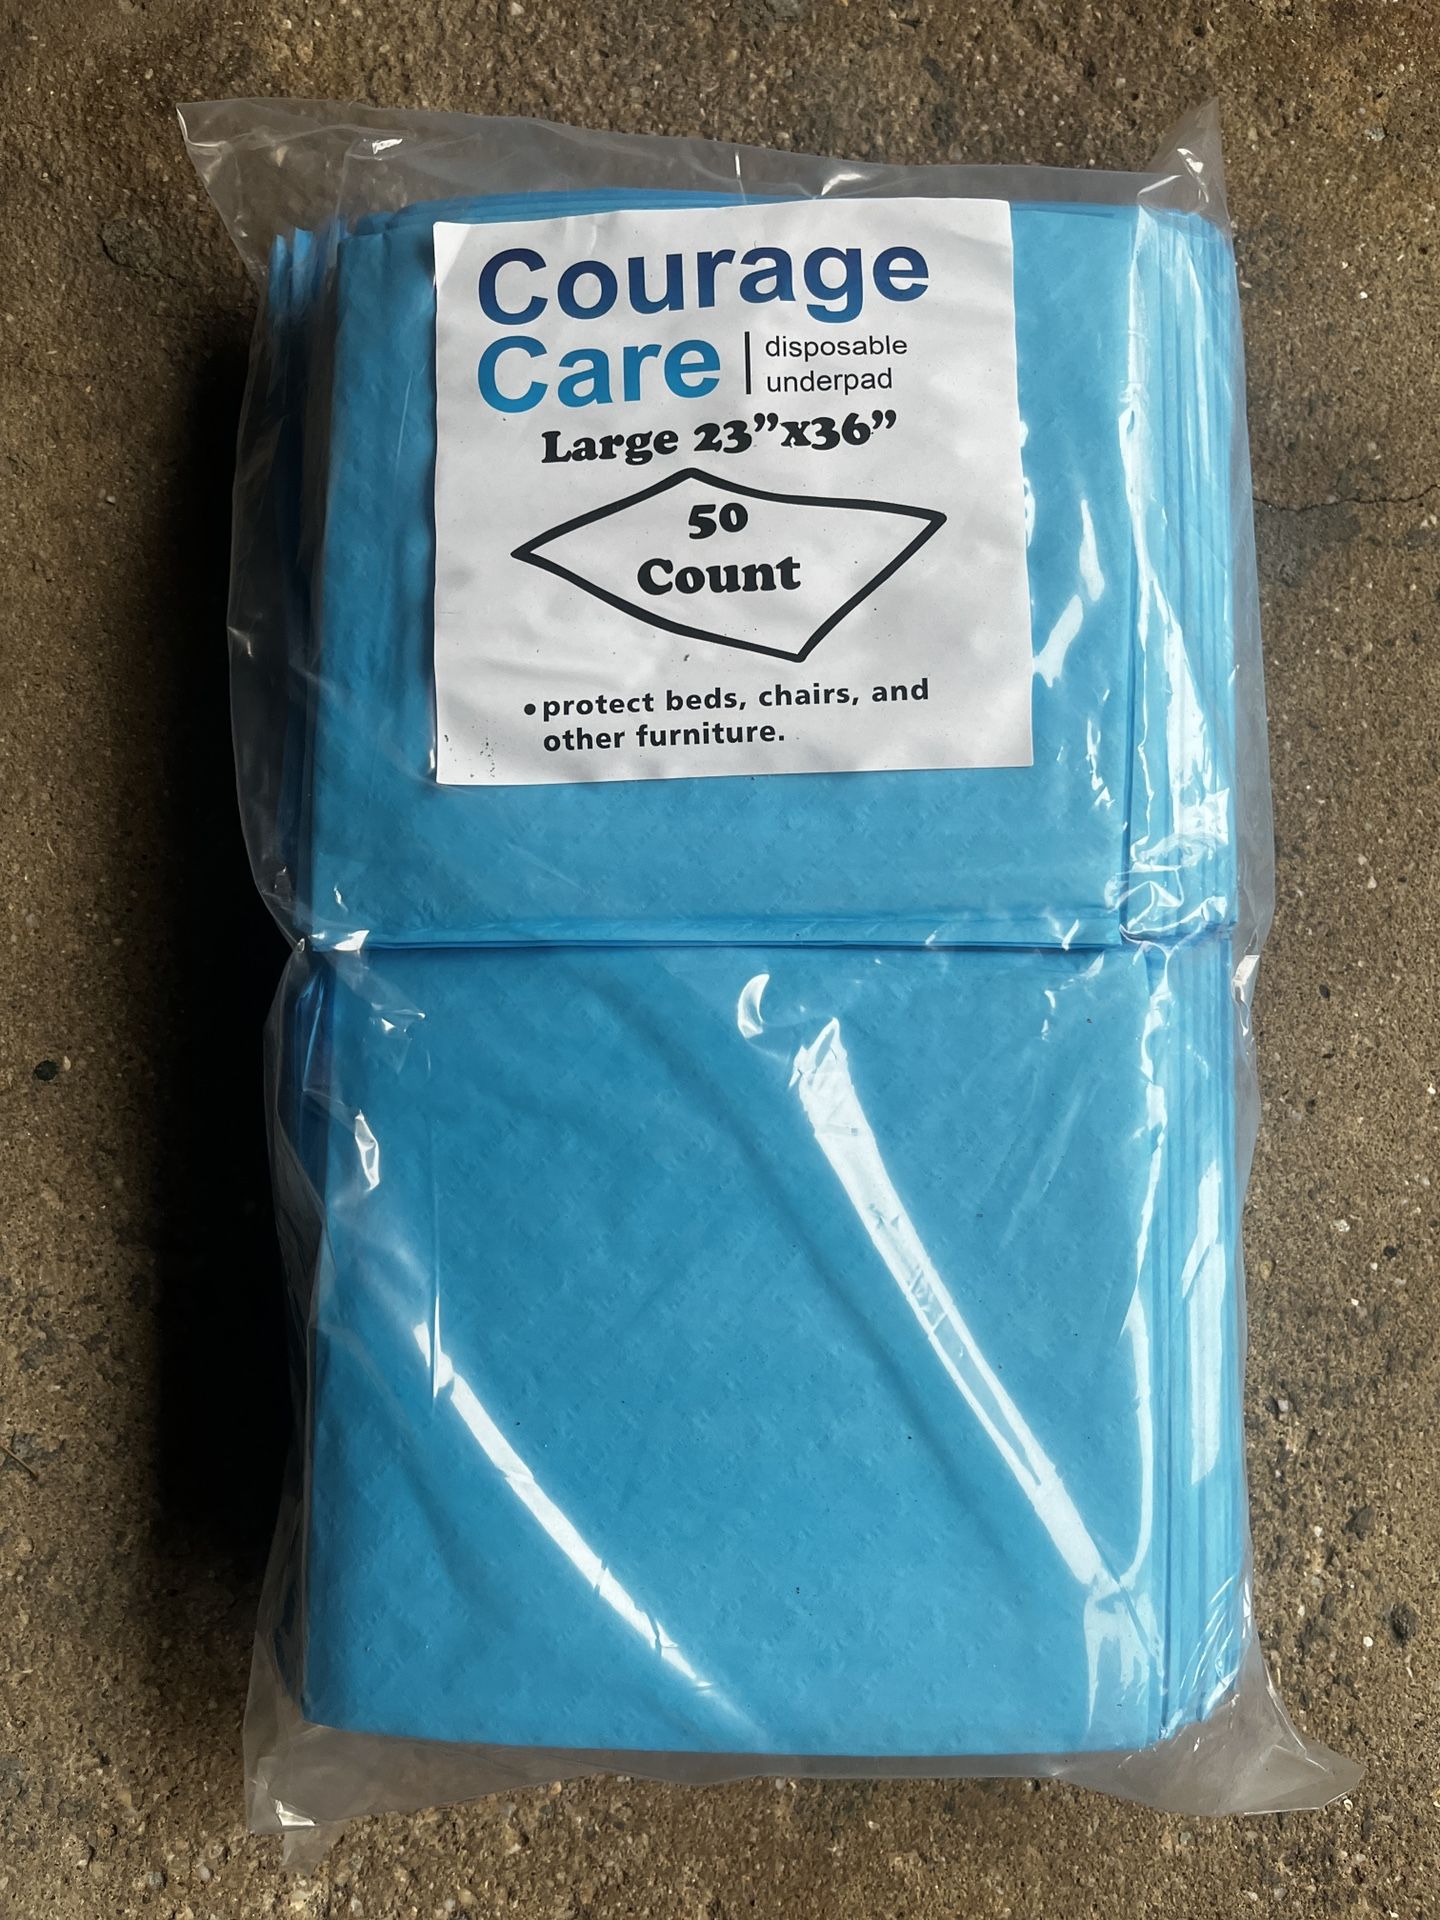 Courage
Care | disposable
underpad
Large 23”x36”
50
Count
•protect beds, chairs, and
other furniture.